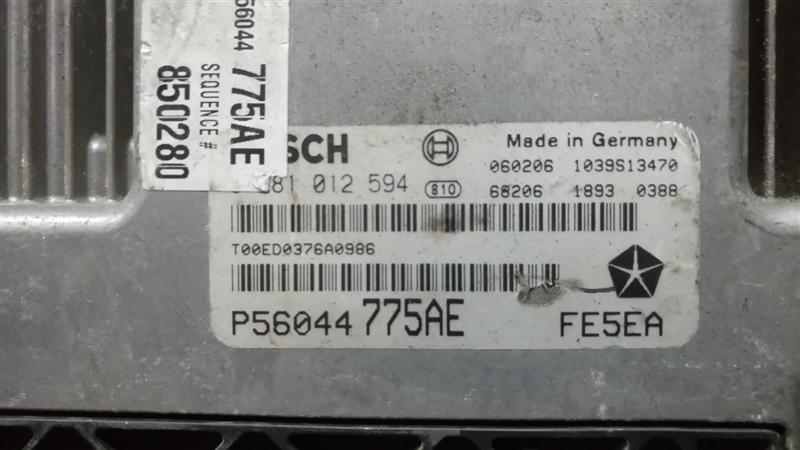 56044 775AE
SEQUENCE #
850280
SCH
Made in Germany
81 012 594
810
060206 1039S13470
68206 1893 0388
T00ED0376A0986
P56044 775AE
FE5EA